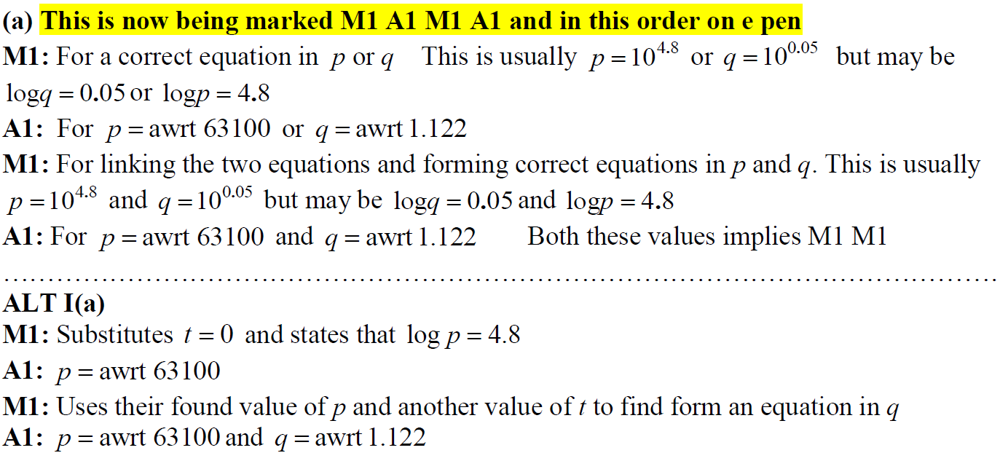 (a) This is now being marked M1 A1 M1 A1 and in this order on e pen
M1: For a correct equation in p or q This is usually p = 10^4.8 or q = 10^0.05 but may be
logq = 0.05 or logp = 4.8
A1: For p = awrt 63100 or q = awrt 1.122
M1: For linking the two equations and forming correct equations in p and q. This is usually
p = 10^4.8 and q = 10^0.05 but may be logq = 0.05 and logp = 4.8
A1: For p = awrt 63100 and q = awrt 1.122 Both these values implies M1 M1
……………………………………………………………………………………………………
ALT I(a)
M1: Substitutes t = 0 and states that log p = 4.8
A1: p = awrt 63100
M1: Uses their found value of p and another value of t to find form an equation in q
A1: p = awrt 63100 and q = awrt 1.122